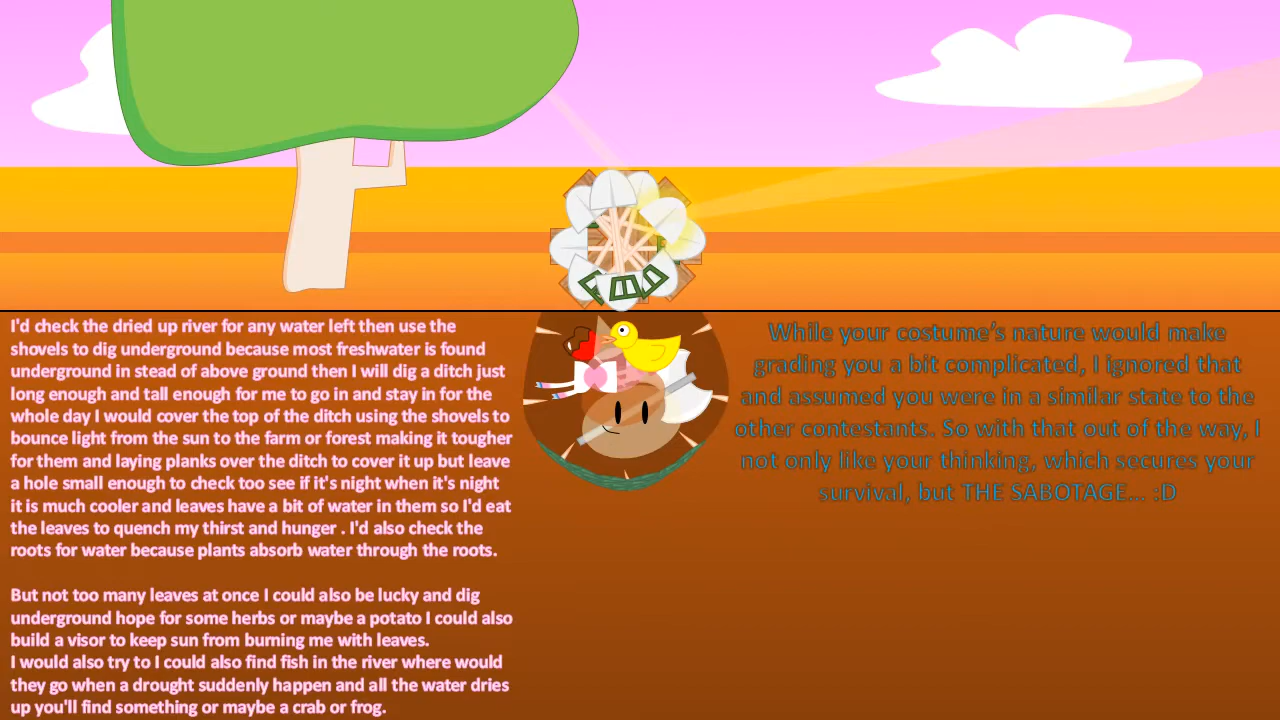 I'd check the dried up river for any water left then use the
shovels to dig underground because most freshwater is found
underground in stead of above ground then I will dig a ditch just
long enough and tall enough for me to go in and stay in for the
whole day I would cover the top of the ditch using the shovels to
bounce light from the sun to the farm or forest making it tougher
for them and laying planks over the ditch to cover it up but leave
a hole small enough to check too see if it's night when it's night
it is much cooler and leaves have a bit of water in them so I'd eat
the leaves to quench my thirst and hunger . I'd also check the
roots for water because plants absorb water through the roots.
But not too many leaves at once I could also be lucky and dig
underground hope for some herbs or maybe a potato I could also
build a visor to keep sun from burning me with leaves.
I would also try to I could also find fish in the river where would
they go when a drought suddenly happen and all the water dries
up you'll find something or maybe a crab or frog.
While your costume's nature would make
grading you a bit complicated, I ignored that
and assumed you were in a similar state to the
other contestants. So with that out of the way, I
not only like your thinking, which secures your
survival, but THE SABOTAGE... :D